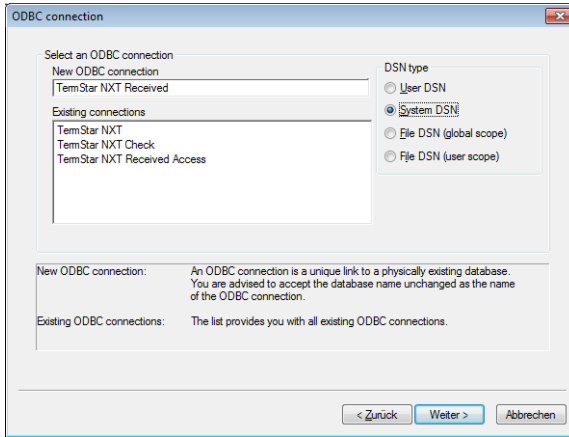 ODBC connection
Select an ODBC connection
New ODBC connection
TermStar NXT Received
Existing connections
TermStar NXT
TermStar NXT Check
TermStar NXT Received Access
DSN type
User DSN
System DSN
File DSN (global scope)
File DSN (user scope)
New ODBC connection: An ODBC connection is a unique link to a physically existing database.
You are advised to accept the database name unchanged as the name
of the ODBC connection.
Existing ODBC connections: The list provides you with all existing ODBC connections.
< Zurück
Weiter >
Abbrechen